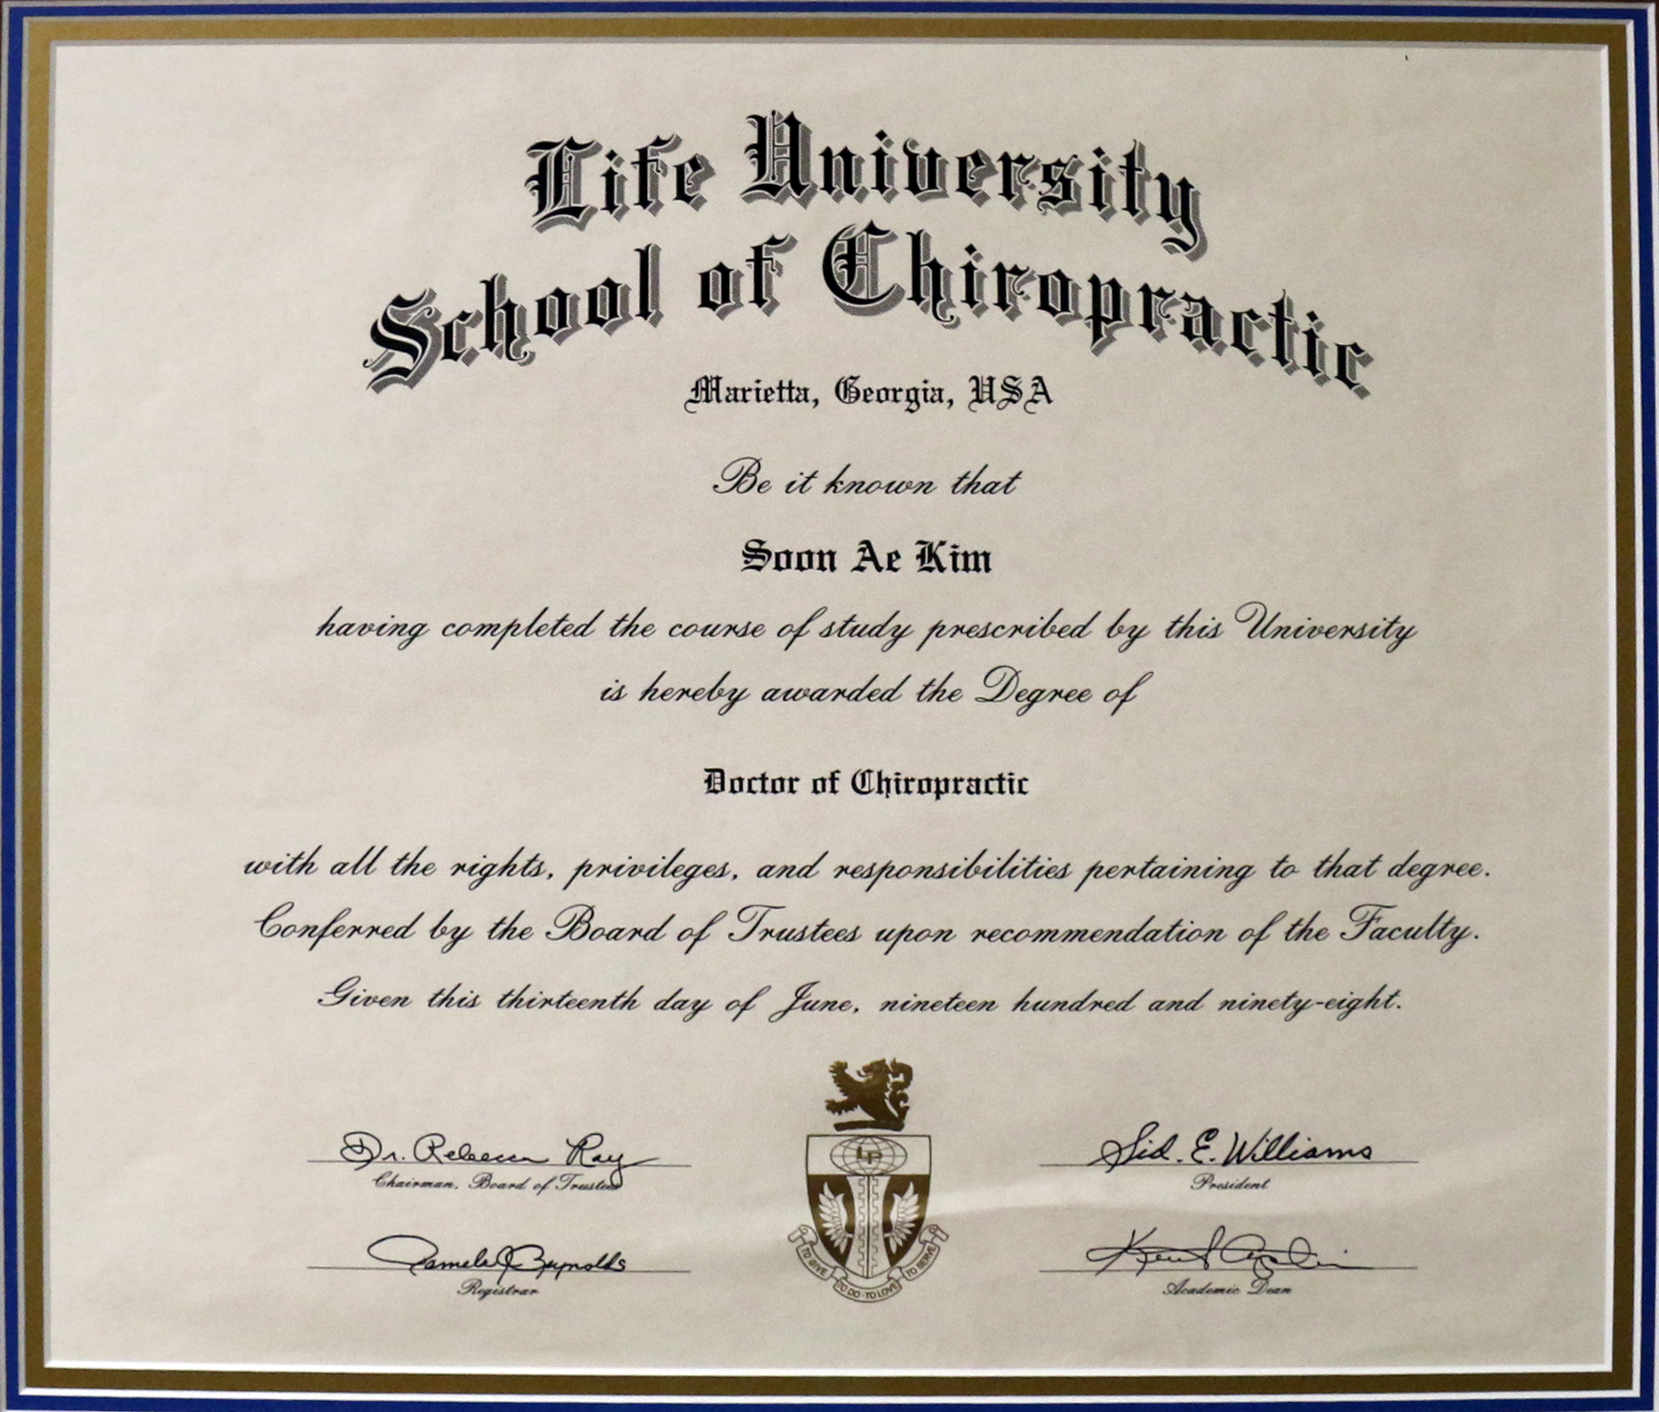 Life University
School of Chiropractic
Marietta, Georgia, USA
Be it known that
Soon Ae Kim
having completed the course of study prescribed by this University
is hereby awarded the Degree of
Doctor of Chiropractic
with all the rights, privileges, and responsibilities pertaining to that degree.
Conferred by the Board of Trustees upon recommendation of the Faculty.
Given this thirteenth day of June, nineteen hundred and ninety-eight.
Dr. Rebecca Ray
Chairman, Board of Trustees
Sid. E. Williams
President
Pamela J Reynolds
Registrar
Academic Dean
TO GIVE · TO DO · TO LOVE · TO SERVE